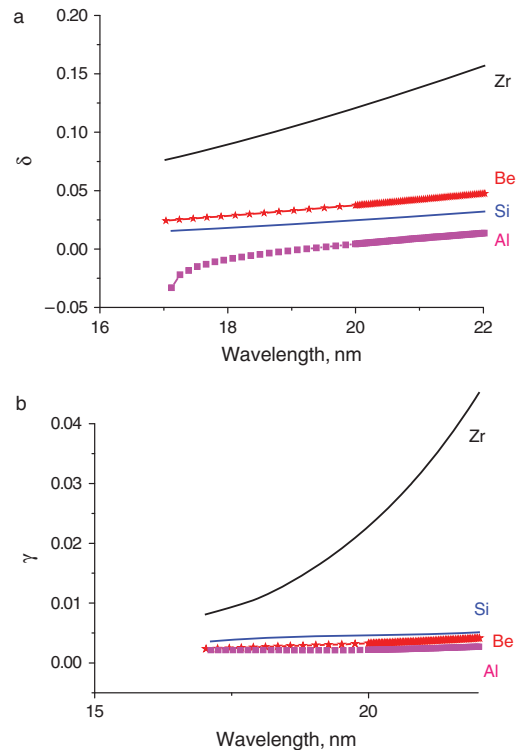 a
0.20
0.15
0.10
0.05
0.00
−0.05
δ
Zr
Be
Si
Al
16
18
20
22
Wavelength, nm
b
0.04
0.03
0.02
0.01
0.00
γ
Zr
Si
Be
Al
15
20
Wavelength, nm